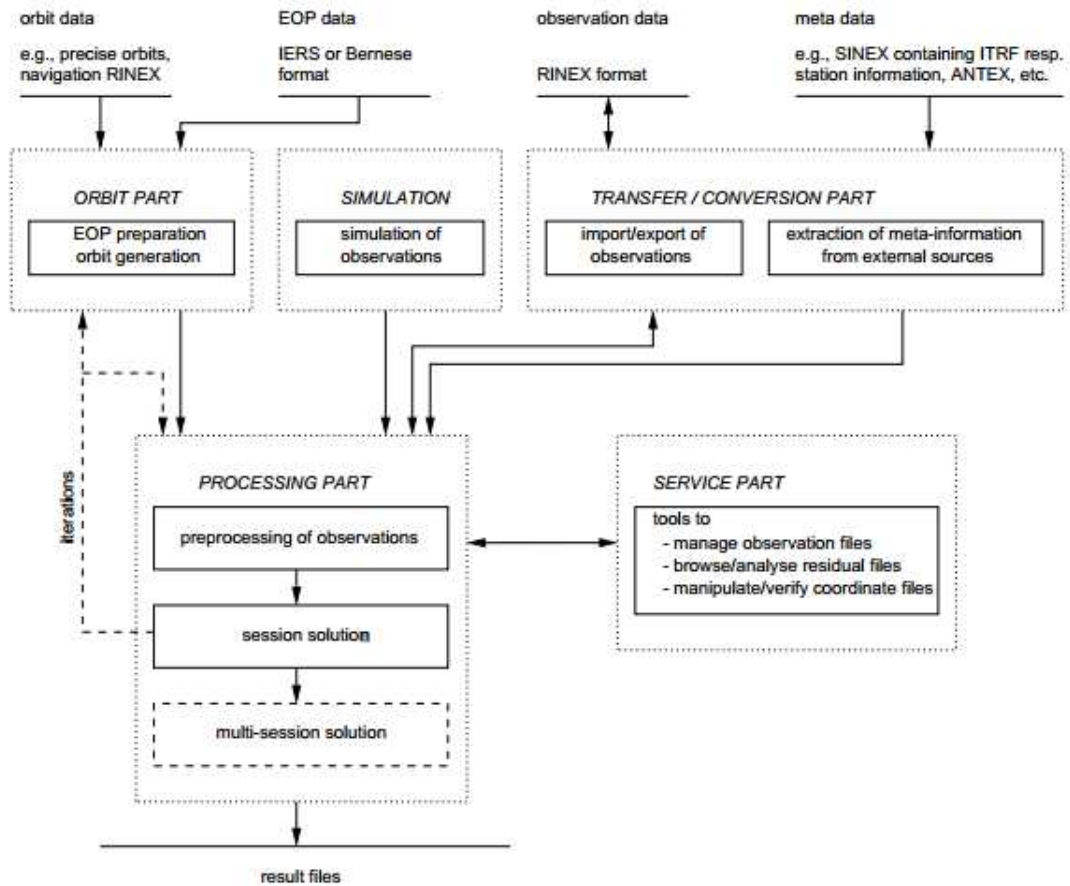 orbit data
e.g., precise orbits,
navigation RINEX
EOP data
IERS or Bernese
format
observation data
RINEX format
meta data
e.g., SINEX containing ITRF resp.
station information, ANTEX, etc.
ORBIT PART
EOP preparation
orbit generation
SIMULATION
simulation of
observations
TRANSFER / CONVERSION PART
import/export of
observations
extraction of meta-information
from external sources
iterations
PROCESSING PART
preprocessing of observations
session solution
multi-session solution
SERVICE PART
tools to
- manage observation files
- browse/analyse residual files
- manipulate/verify coordinate files
result files